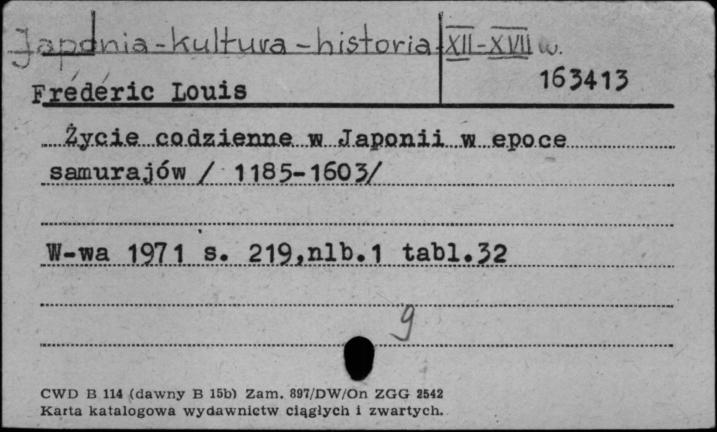 Japonia-kultura-historia-XII-XVII w.
163413
Frédéric Louis
Życie codzienne w Japonii w epoce
samurajów / 1185-1603/
W-wa 1971 s. 219,nlb.1 tabl.32
9
CWD B 114 (dawny B 15b) Zam. 897/DW/On ZGG 2542
Karta katalogowa wydawnictw ciągłych i zwartych.